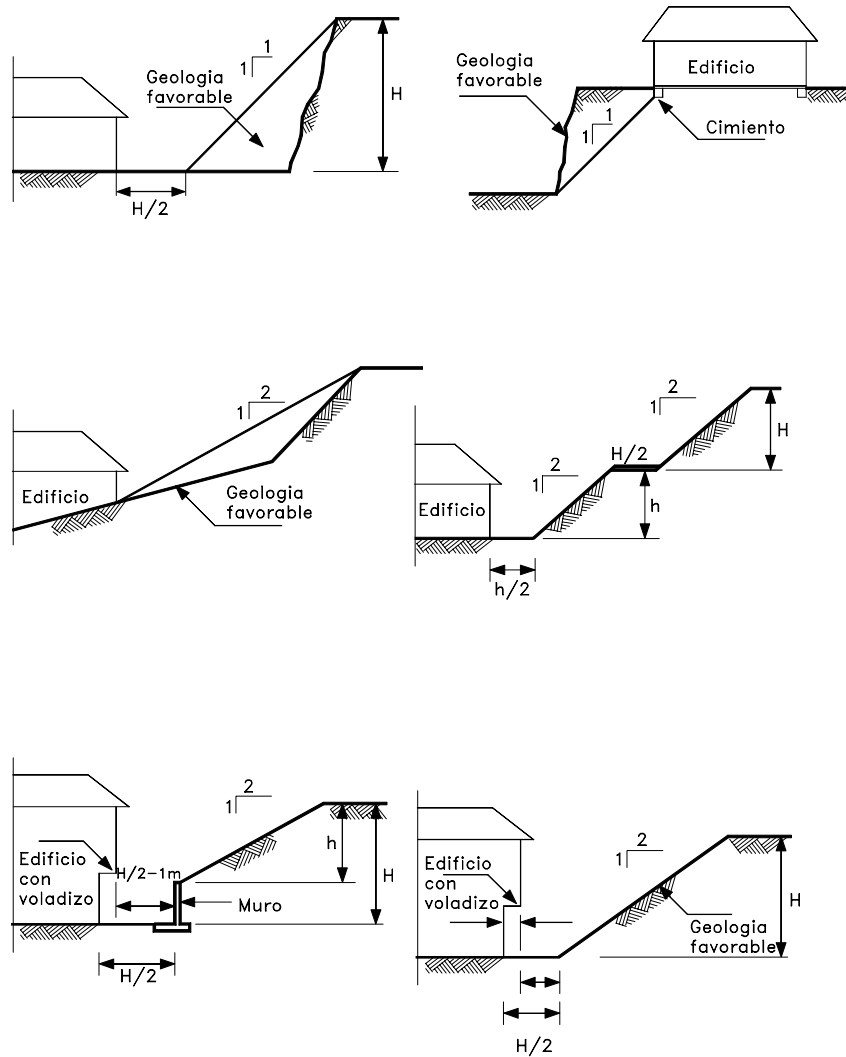 1
1
Geologia
favorable
H
H/2
Edificio
Geologia
favorable
1
1
Cimiento
2
1
Edificio
Geologia
favorable
2
1
H
H/2
2
1
h
Edificio
h/2
2
1
h
H
Edificio
con
voladizo
H/2-1m
Muro
H/2
2
1
Edificio
con
voladizo
H
Geologia
favorable
H/2